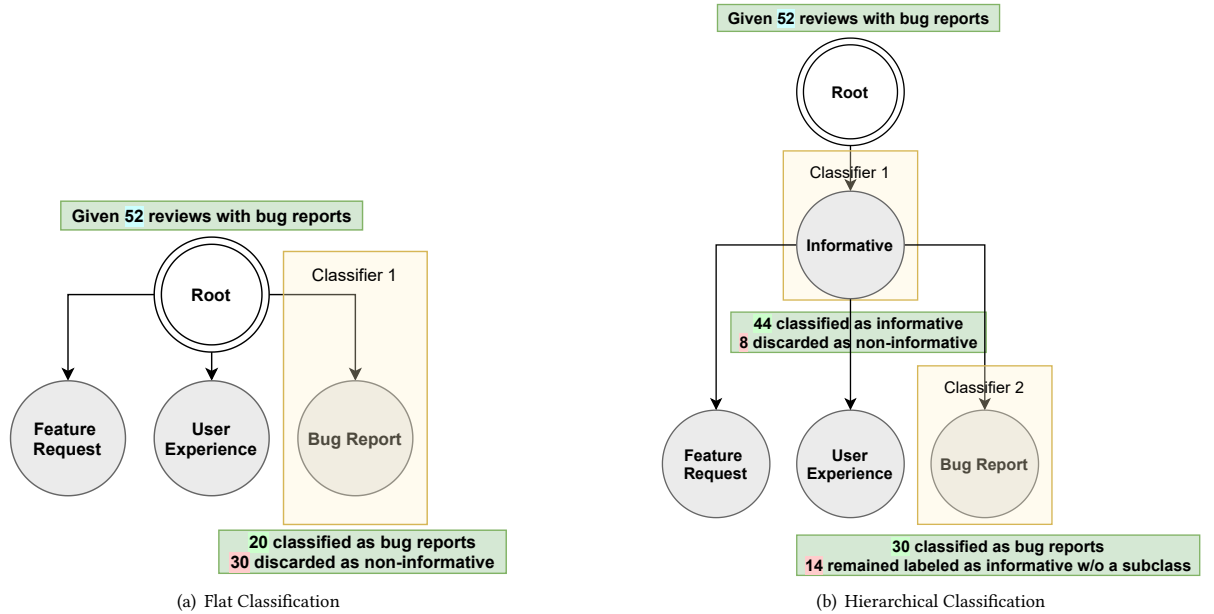 Given 52 reviews with bug reports
Root
Classifier 1
Feature
Request
User
Experience
Bug Report
20 classified as bug reports
30 discarded as non-informative
(a) Flat Classification
Given 52 reviews with bug reports
Root
Classifier 1
Informative
44 classified as informative
8 discarded as non-informative
Classifier 2
Feature
Request
User
Experience
Bug Report
30 classified as bug reports
14 remained labeled as informative w/o a subclass
(b) Hierarchical Classification